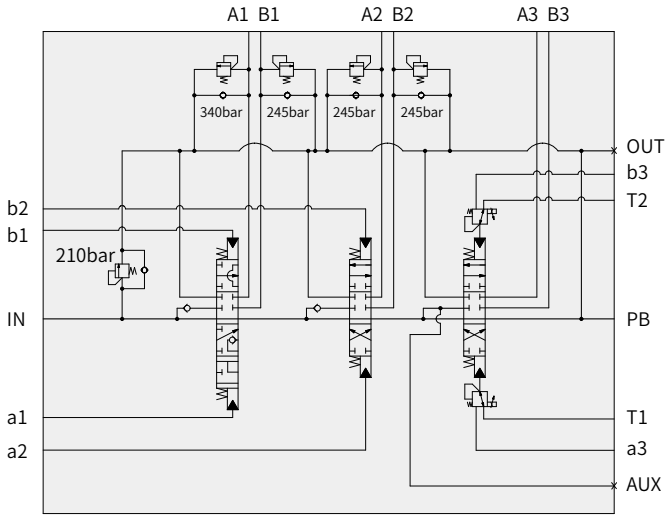 A1 B1 A2 B2 A3 B3
340bar 245bar 245bar 245bar
OUT
b3
T2
b2
b1
210bar
IN PB
a1 T1
a2 a3
AUX